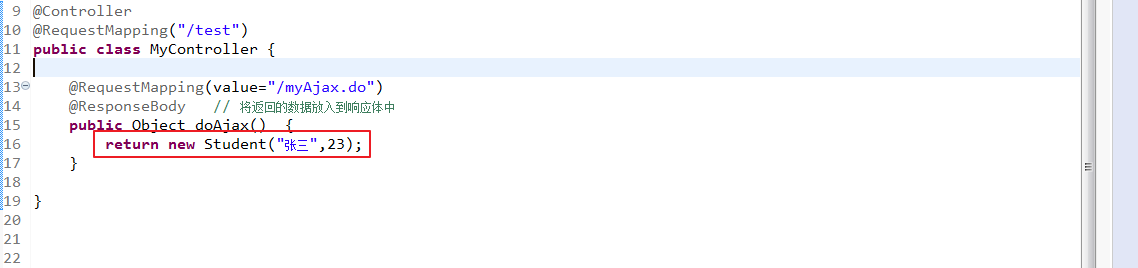 9 @Controller
10 @RequestMapping("/test")
11 public class MyController {
12
13 @RequestMapping(value="/myAjax.do")
14 @ResponseBody // 将返回的数据放入到响应体中
15 public Object doAjax() {
16 return new Student("张三",23);
17 }
18
19 }
20
21
22